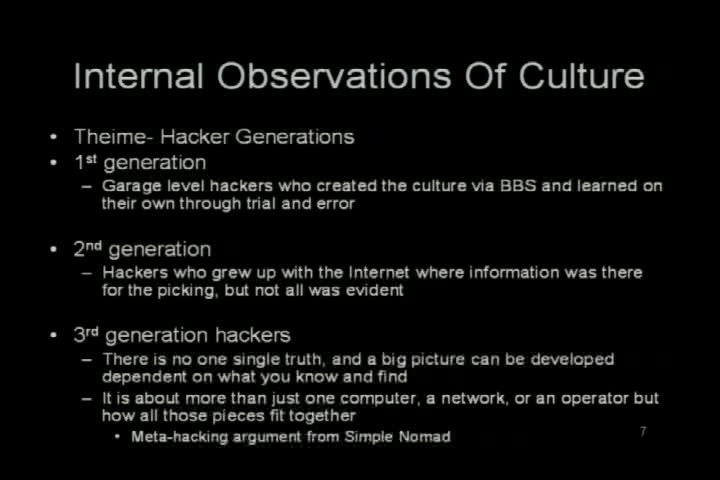 Internal Observations Of Culture
• Theime- Hacker Generations
• 1st generation
– Garage level hackers who created the culture via BBS and learned on
their own through trial and error
• 2nd generation
– Hackers who grew up with the Internet where information was there
for the picking, but not all was evident
• 3rd generation hackers
– There is no one single truth, and a big picture can be developed
dependent on what you know and find
– It is about more than just one computer, a network, or an operator but
how all those pieces fit together
• Meta-hacking argument from Simple Nomad
7